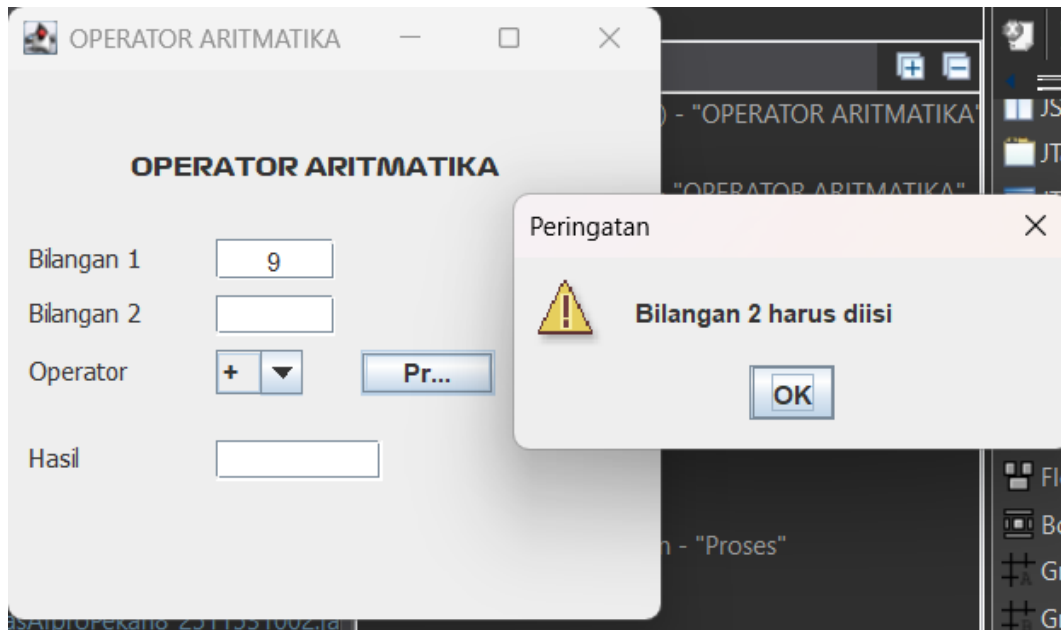 OPERATOR ARITMATIKA
) - "OPERATOR ARITMATIKA"
"OPERATOR ARITMATIKA"
OPERATOR ARITMATIKA
Peringatan
Bilangan 1 9
Bilangan 2
Bilangan 2 harus diisi
Operator + Pr...
OK
Hasil
- "Proses"